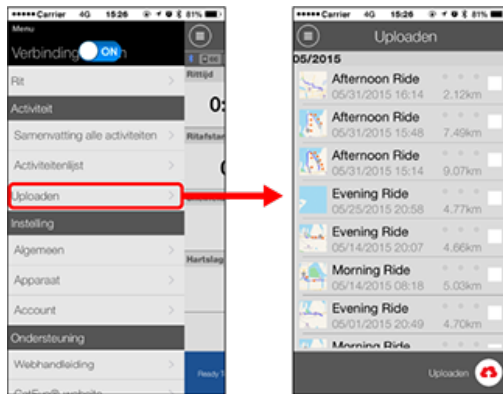 Carrier 4G 15:26 81%
Menu
Verbinding ON
Rit
Activiteit
Samenvatting alle activiteiten
Activiteitenlijst
Uploaden
Instelling
Algemeen
Apparaat
Account
Ondersteuning
Webhandleiding
CatEye® website
Rittijd
0:
Ritafstan
Hartslag
Ready T
Carrier 4G 15:26 81%
Uploaden
05/2015
Afternoon Ride
05/31/2015 16:14 2.12km
Afternoon Ride
05/31/2015 15:48 7.49km
Afternoon Ride
05/31/2015 15:14 9.07km
Evening Ride
05/25/2015 20:58 4.77km
Evening Ride
05/14/2015 20:07 4.66km
Morning Ride
05/14/2015 08:18 5.03km
Evening Ride
05/01/2015 20:49 4.70km
Morning Ride
Uploaden